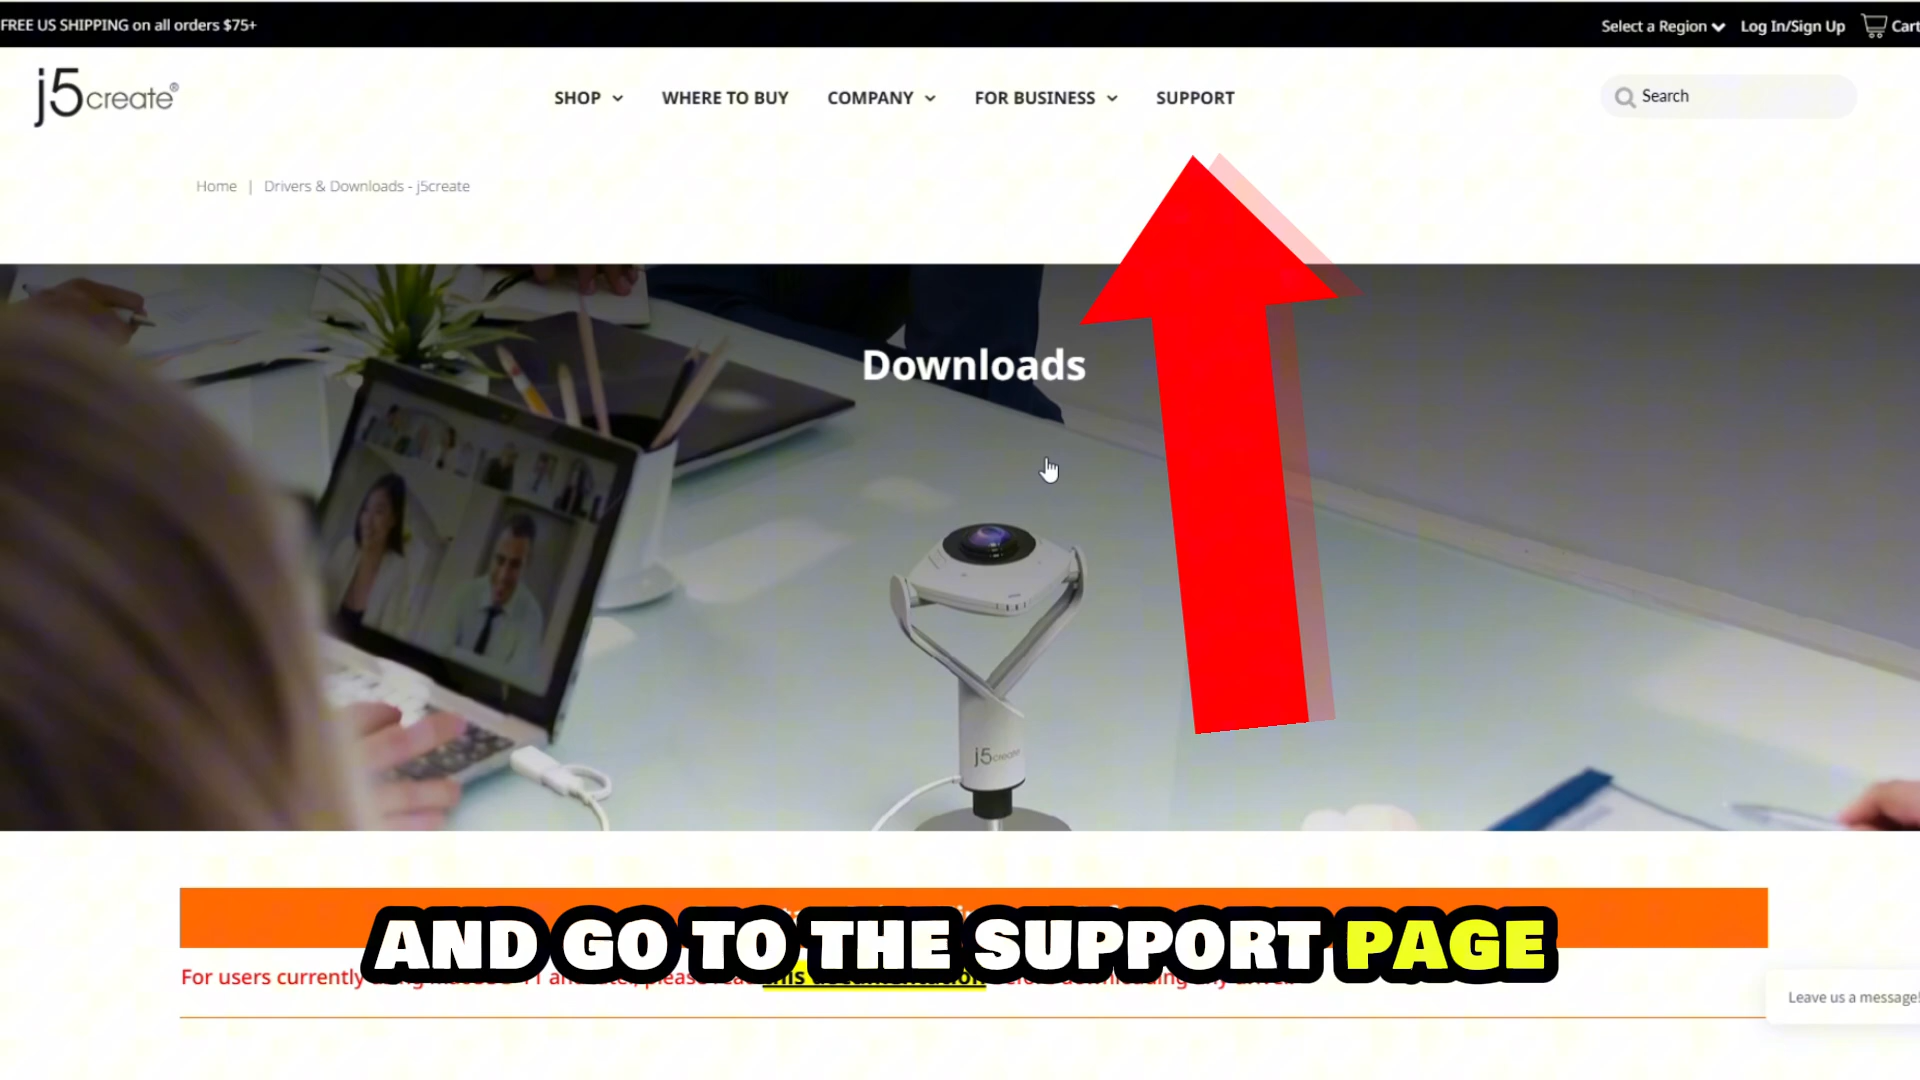 FREE US SHIPPING on all orders $75+
Select a Region
Log In/Sign Up
Cart
j5create®
SHOP
WHERE TO BUY
COMPANY
FOR BUSINESS
SUPPORT
Search
Home | Drivers & Downloads - j5create
Downloads
j5create
AND GO TO THE SUPPORT PAGE
For users currently
Leave us a message!